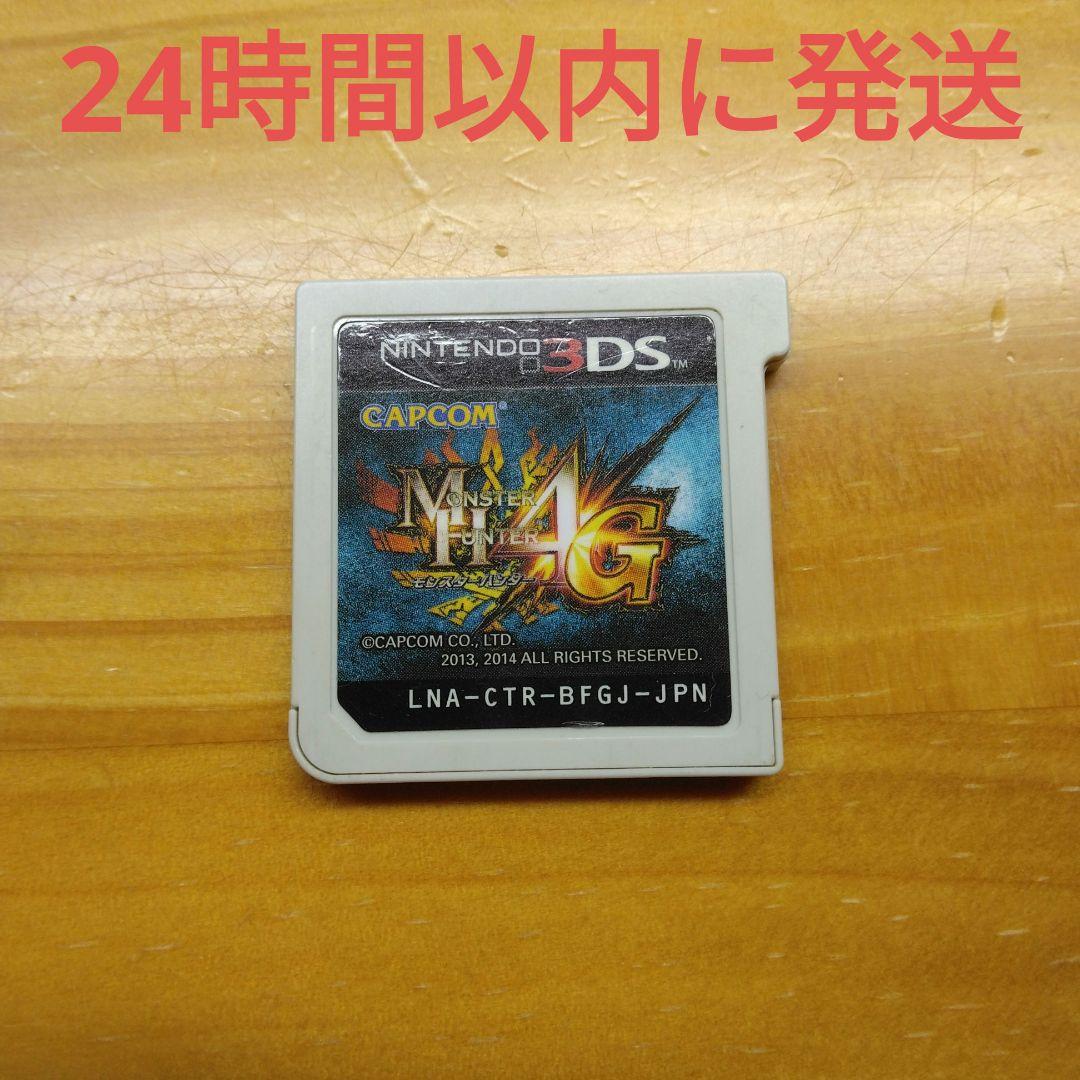 24時間以内に発送
NINTENDO 3DS™
CAPCOM®
MONSTER
HUNTER 4G
モンスターハンター
©CAPCOM CO., LTD.
2013, 2014 ALL RIGHTS RESERVED.
LNA-CTR-BFGJ-JPN